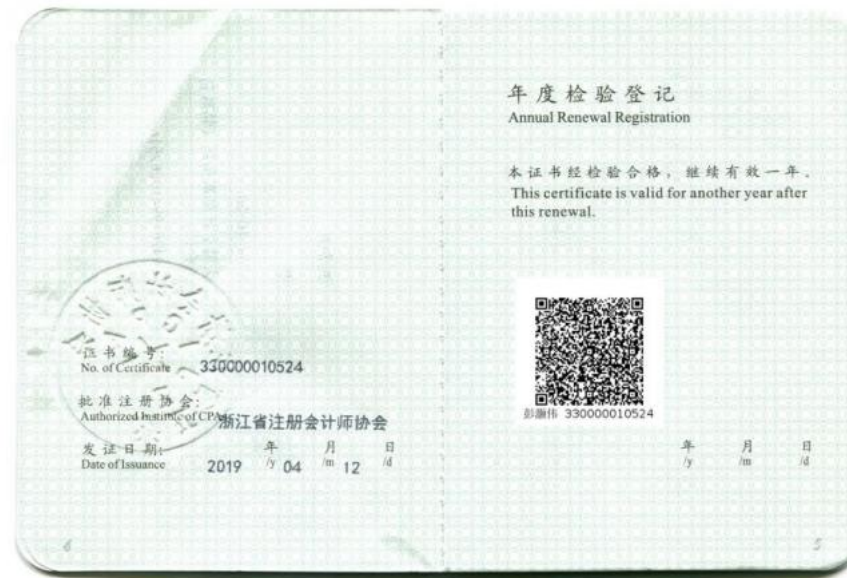 证书编号:
No. of Certificate 330000010524
批准注册协会:
Authorized Institute of CPAs 浙江省注册会计师协会
发证日期: 年 月 日
Date of Issuance 2019 /y 04 /m 12 /d
6
年度检验登记
Annual Renewal Registration
本证书经检验合格，继续有效一年。
This certificate is valid for another year after
this renewal.
330000010524
年 月 日
/y /m /d
5